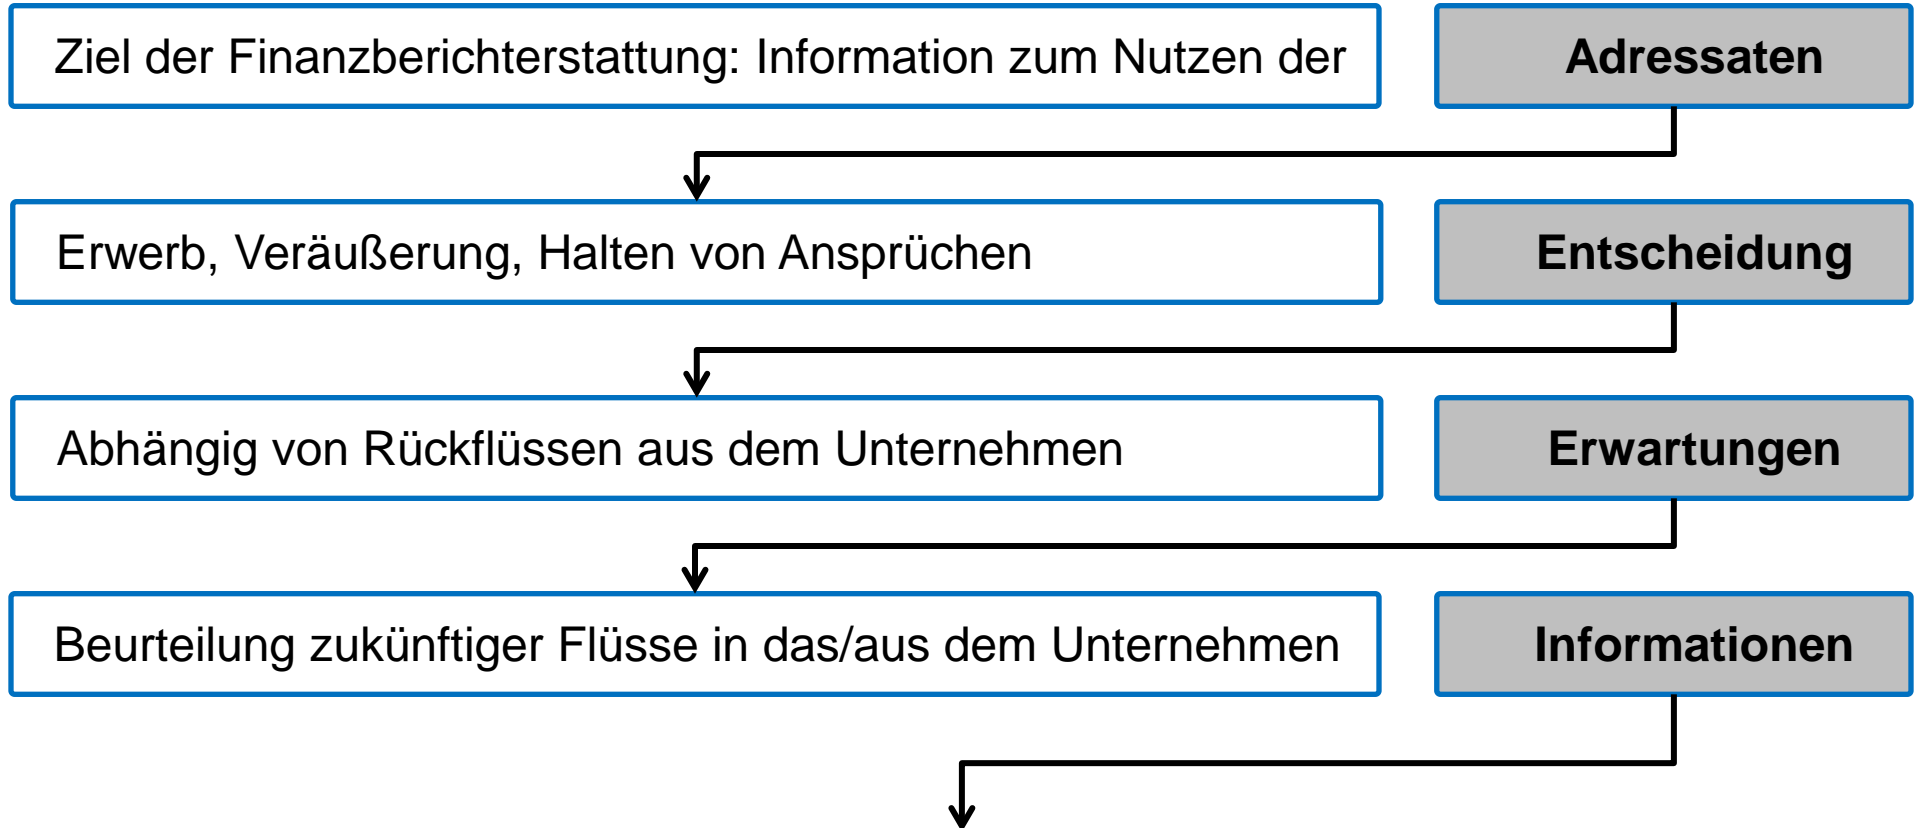 Ziel der Finanzberichterstattung: Information zum Nutzen der
Adressaten
Erwerb, Veräußerung, Halten von Ansprüchen
Entscheidung
Abhängig von Rückflüssen aus dem Unternehmen
Erwartungen
Beurteilung zukünftiger Flüsse in das/aus dem Unternehmen
Informationen